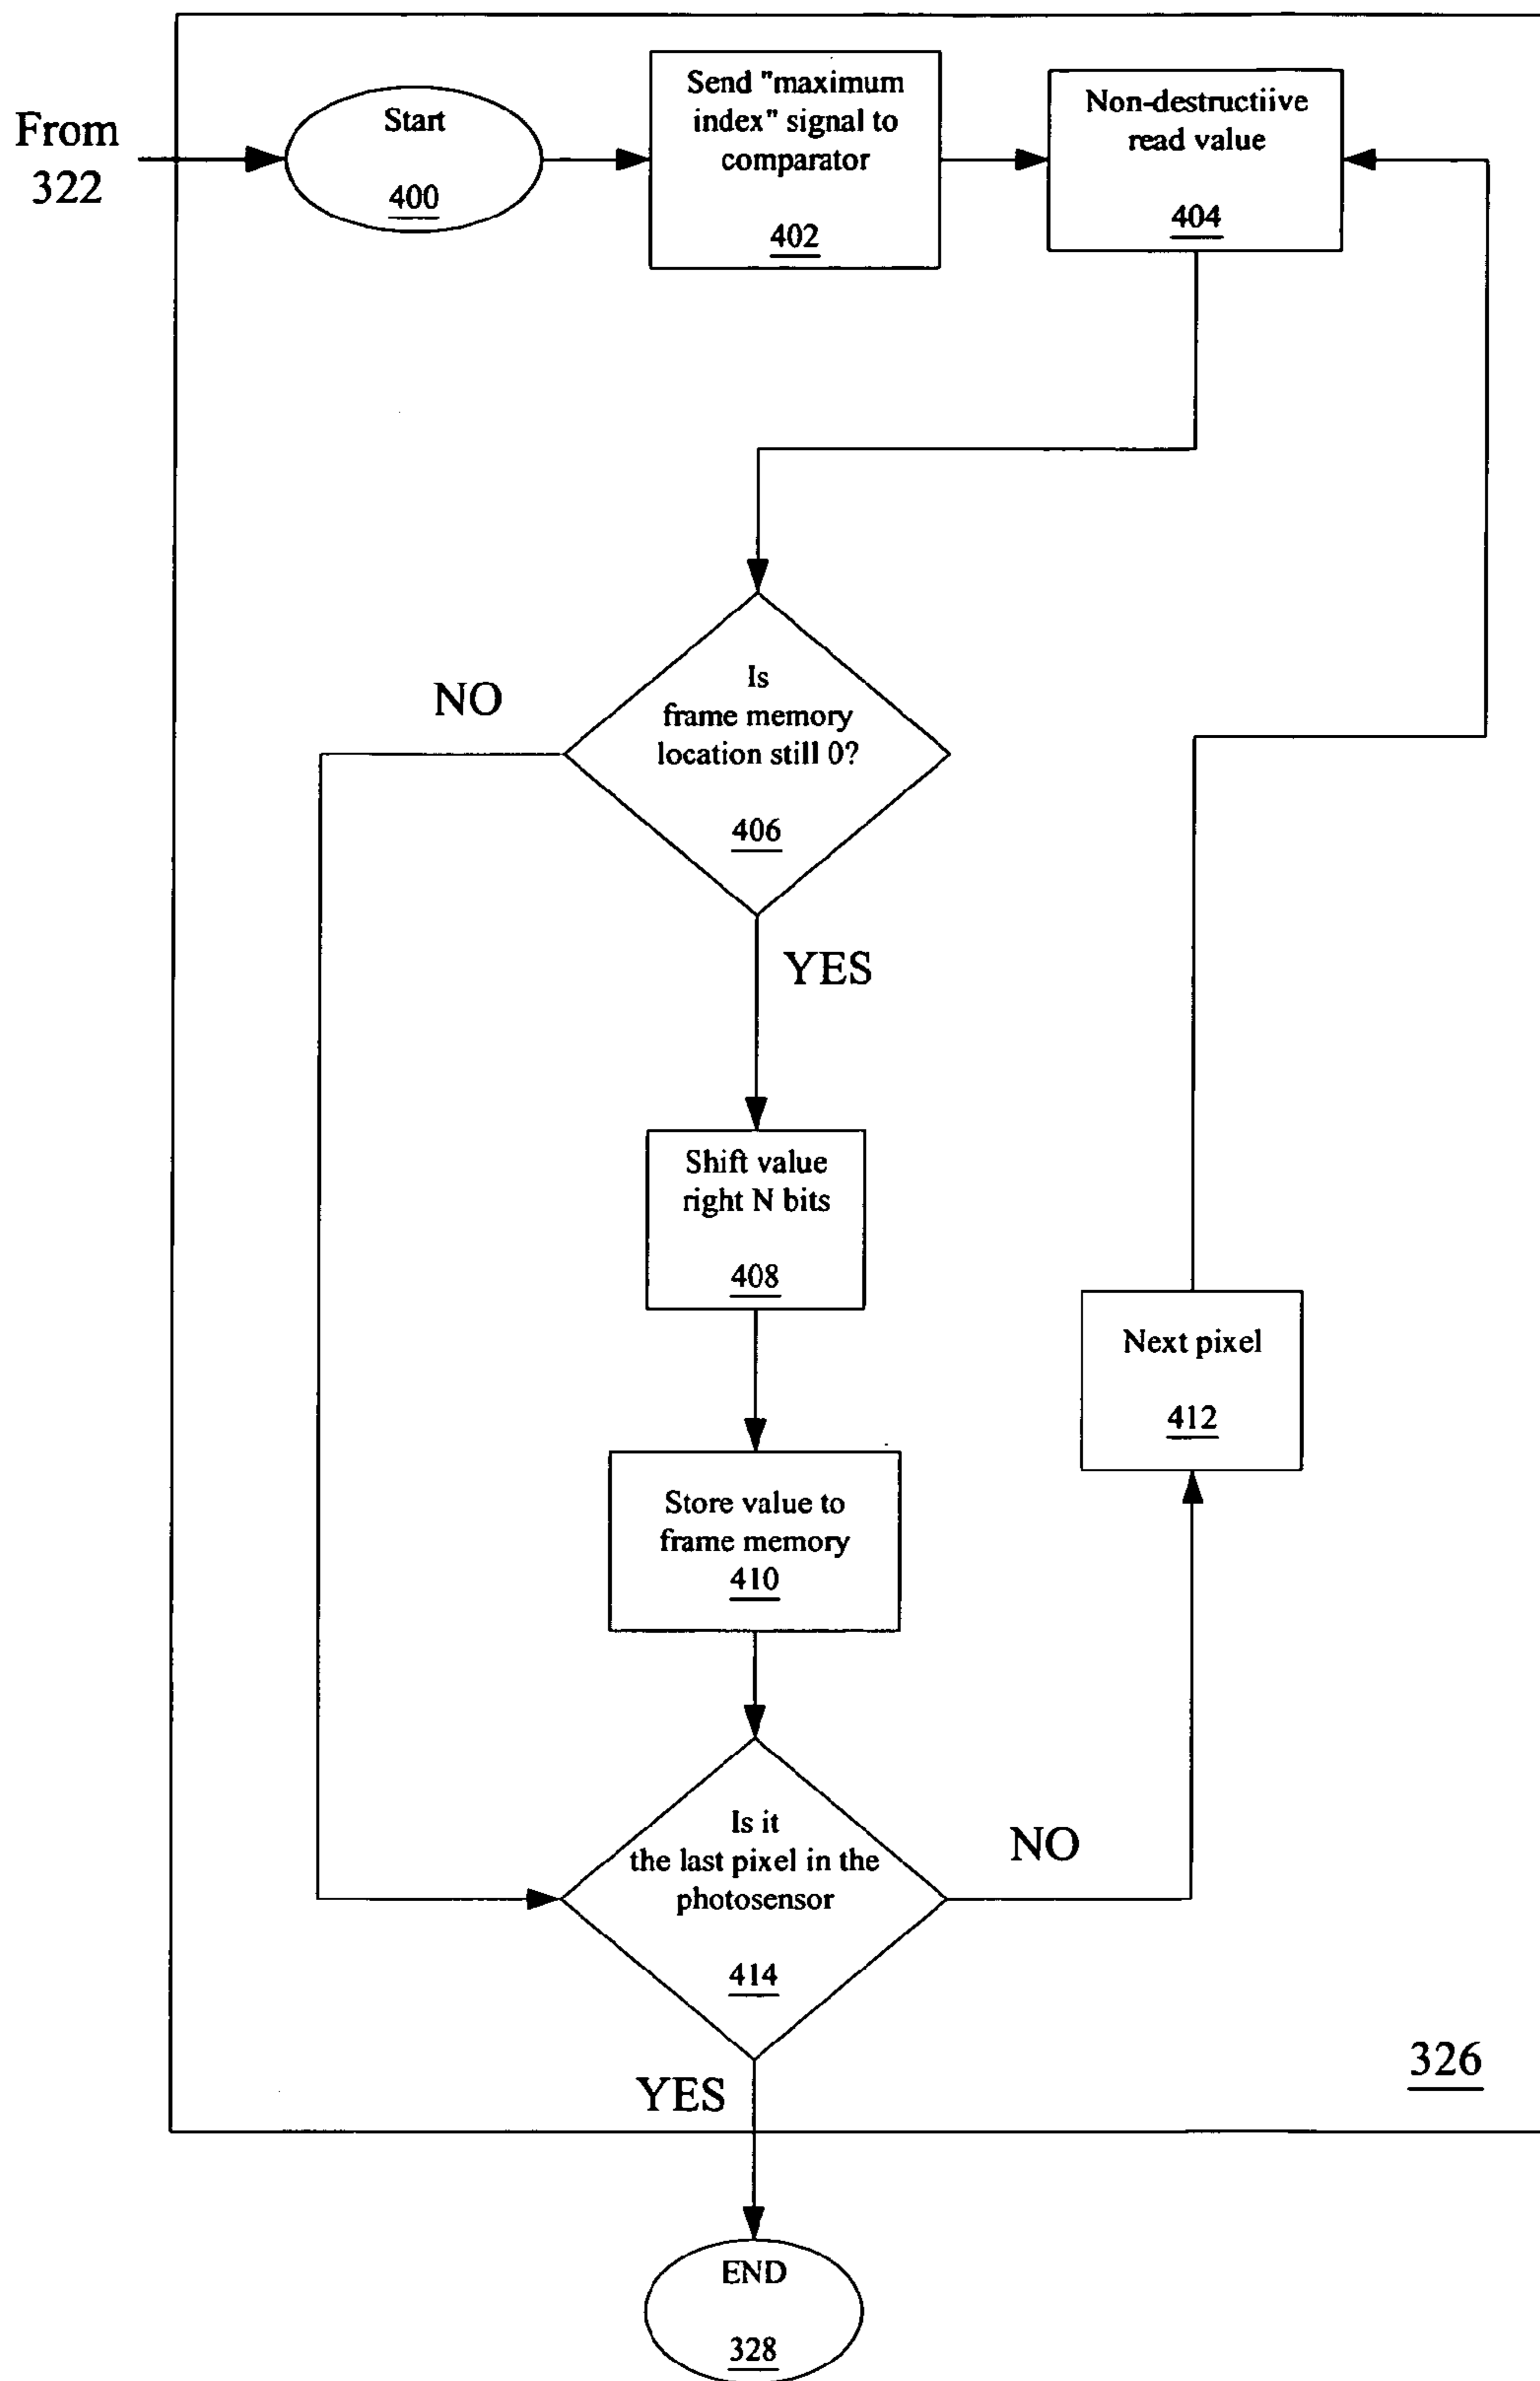 From
322
Start
400
Send "maximum
index" signal to
comparator
402
Non-destructiive
read value
404
Is
frame memory
location still 0?
406
NO
YES
Shift value
right N bits
408
Next pixel
412
Store value to
frame memory
410
Is it
the last pixel in the
photosensor
414
NO
YES
326
END
328